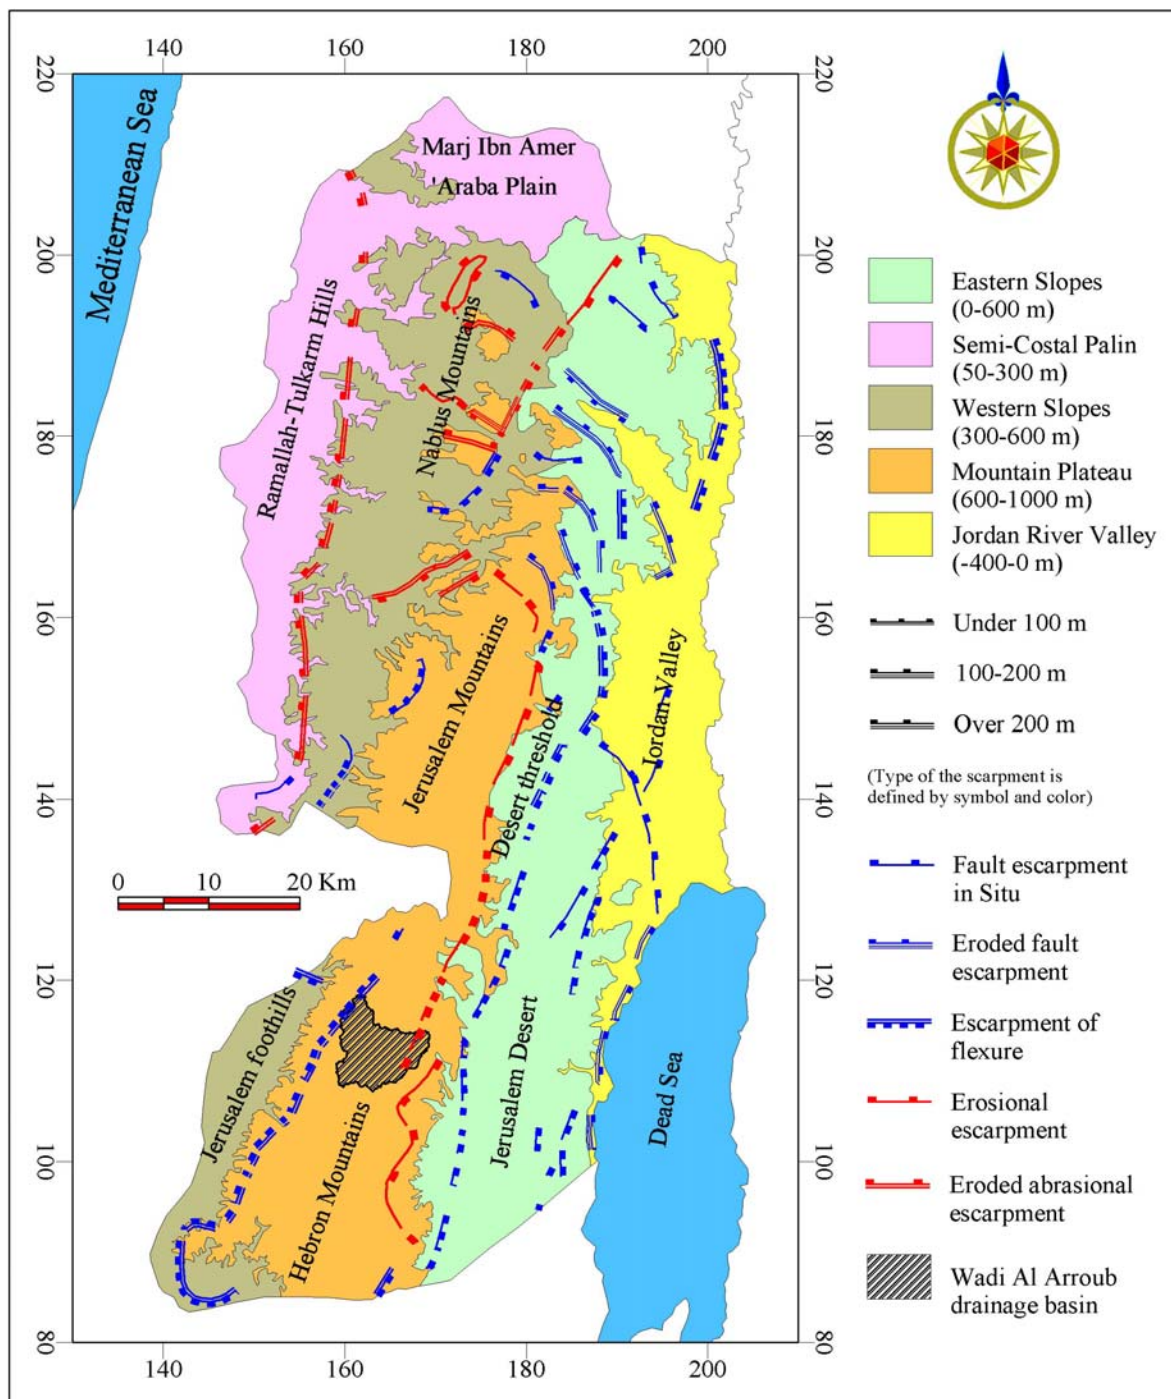 140 160 180 200
220
220
Mediterranean Sea
Marj Ibn Amer
'Araba Plain
200
200
Ramallah-Tulkarm Hills
Nablus Mountains
180
180
160
160
Jerusalem Mountains
Jordan Valley
Desert threshold
140
140
0 10 20 Km
120
120
Jerusalem foothills
Jerusalem Desert
Dead Sea
Hebron Mountains
100
100
80
80
140 160 180 200
Eastern Slopes
(0-600 m)
Semi-Costal Palin
(50-300 m)
Western Slopes
(300-600 m)
Mountain Plateau
(600-1000 m)
Jordan River Valley
(-400-0 m)
Under 100 m
100-200 m
Over 200 m
(Type of the scarpment is
defined by symbol and color)
Fault escarpment
in Situ
Eroded fault
escarpment
Escarpment of
flexure
Erosional
escarpment
Eroded abrasional
escarpment
Wadi Al Arroub
drainage basin